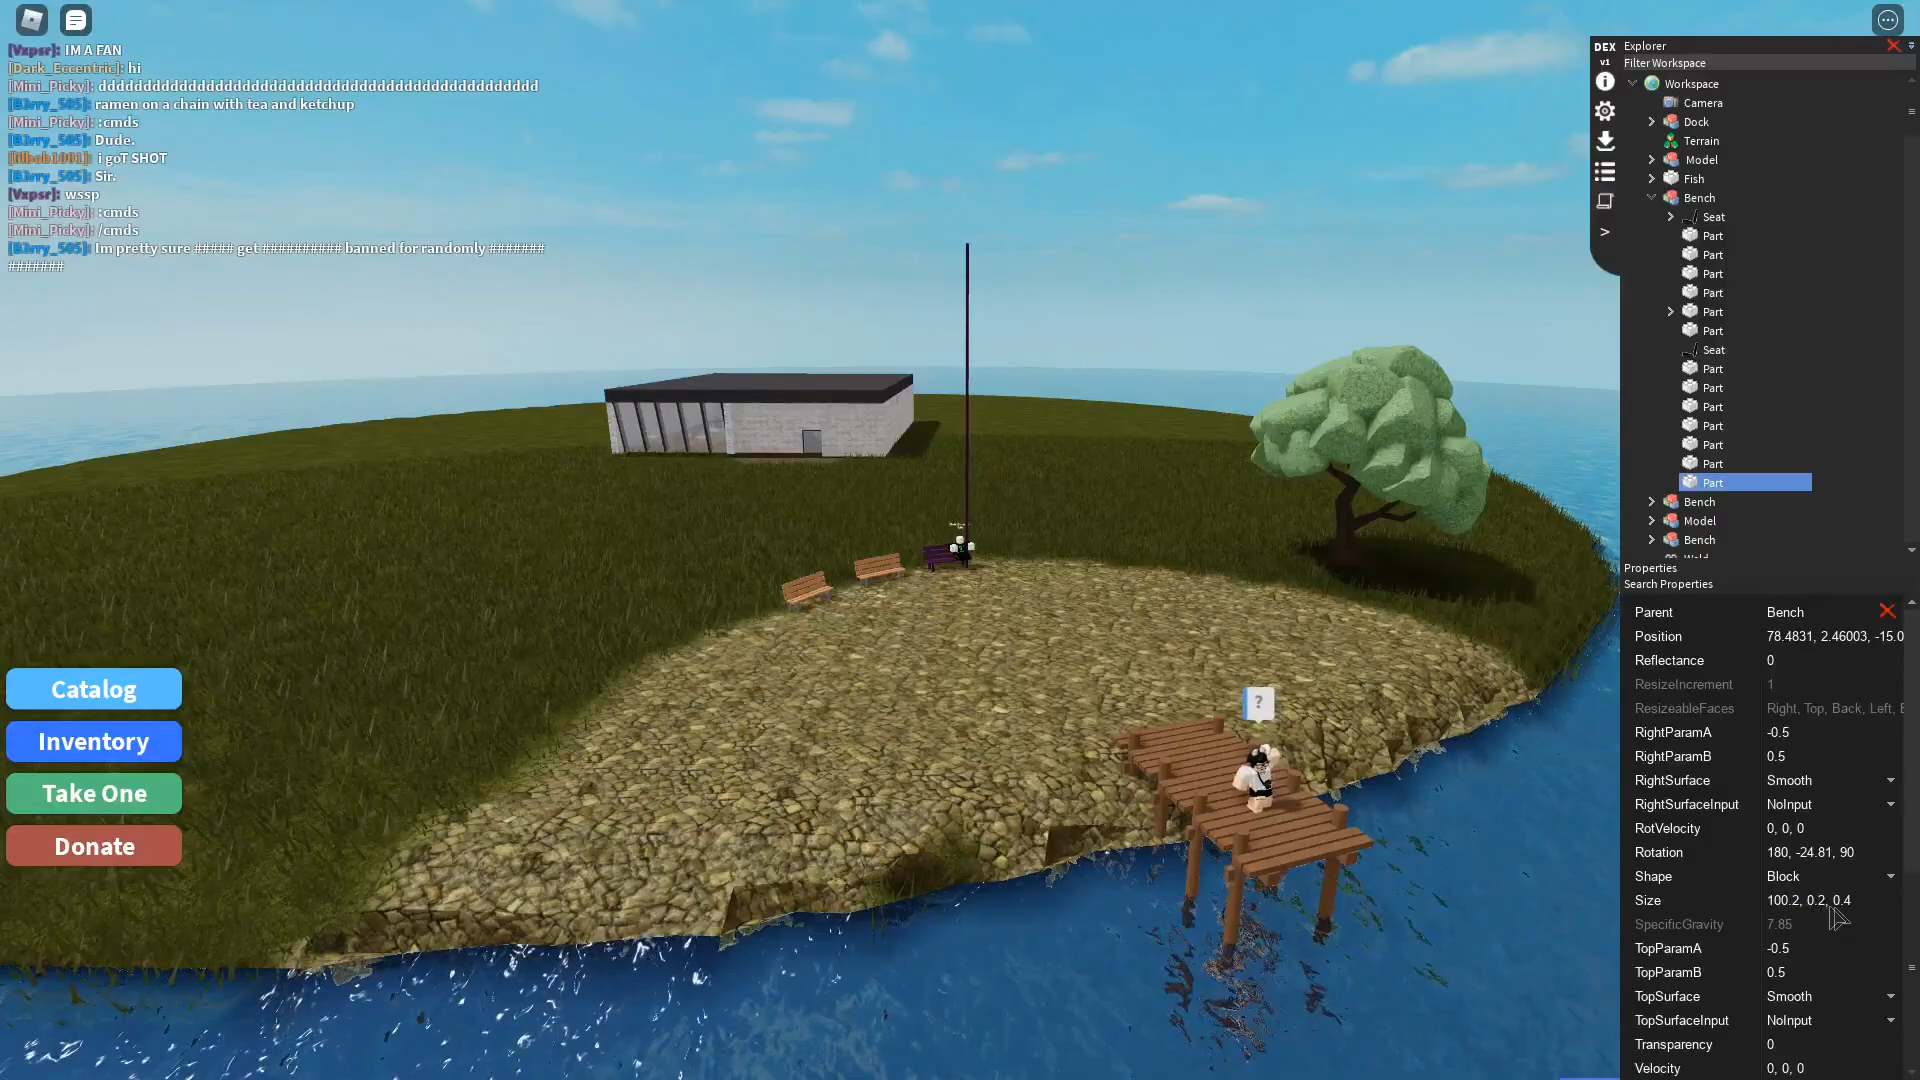 [Vxpsr]: IM A FAN
[Dark_Eccentric]: hi
[Mini_Picky]: dddddddddddddddddddddddddddddddddddddddddddddddddd
[B3rry_505]: ramen on a chain with tea and ketchup
[Mini_Picky]: :cmds
[B3rry_505]: Dude.
i goT SHOT
[B3rry_505]: Sir.
[Vxpsr]: wssp
[Mini_Picky]: :cmds
[Mini_Picky]: /cmds
[B3rry_505]: Im pretty sure ##### get ########## banned for randomly #######
#######
Catalog
Inventory
Take One
Donate
?
DEX
v1
>
Explorer
Filter Workspace
Workspace
Camera
Dock
Terrain
Model
Fish
Bench
Seat
Part
Part
Part
Part
Part
Part
Seat
Part
Part
Part
Part
Part
Part
Part
Bench
Model
Bench
Properties
Search Properties
Parent Bench
Position 78.4831, 2.46003, -15.0
Reflectance 0
ResizeIncrement 1
ResizeableFaces Right, Top, Back, Left,
RightParamA -0.5
RightParamB 0.5
RightSurface Smooth
RightSurfaceInput NoInput
RotVelocity 0, 0, 0
Rotation 180, -24.81, 90
Shape Block
Size 100.2, 0.2, 0.4
SpecificGravity 7.85
TopParamA -0.5
TopParamB 0.5
TopSurface Smooth
TopSurfaceInput NoInput
Transparency 0
Velocity 0, 0, 0